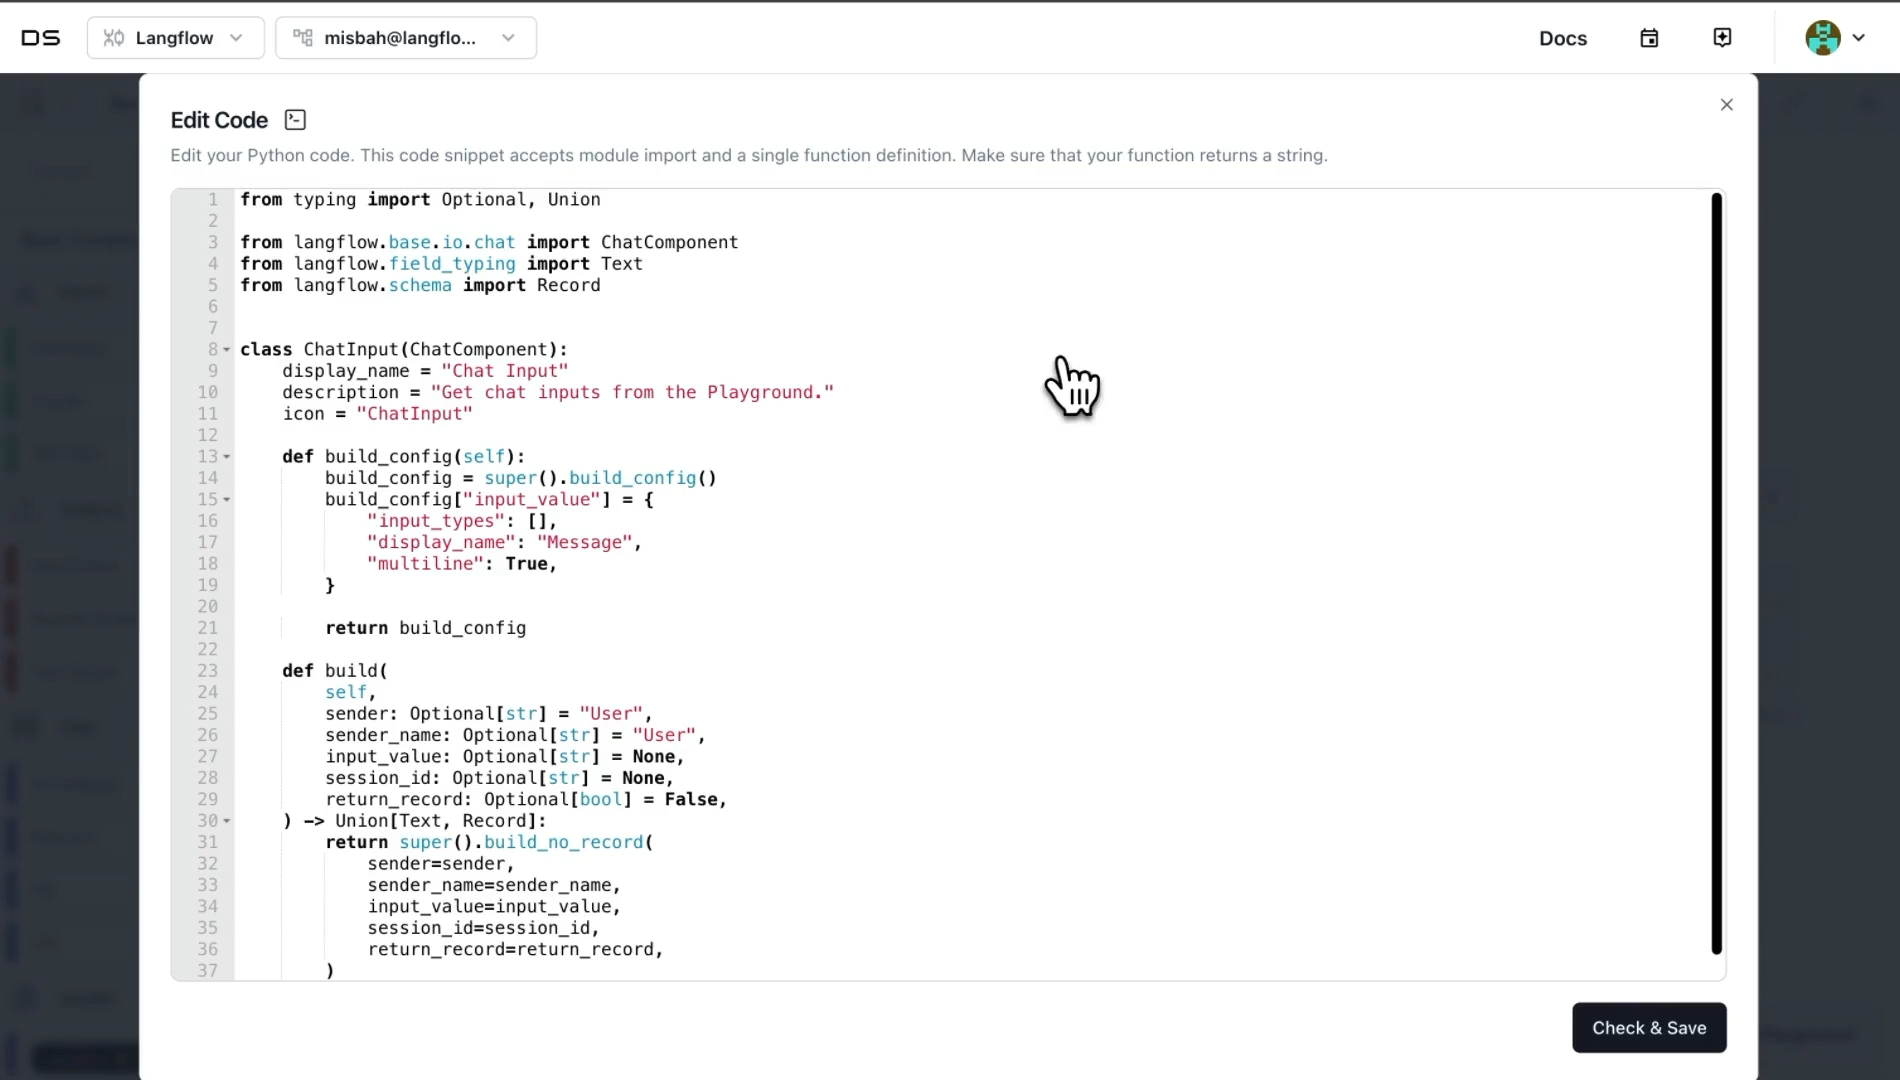 DS
Langflow
misbah@langflo...
Docs
Edit Code
Edit your Python code. This code snippet accepts module import and a single function definition. Make sure that your function returns a string.
1 from typing import Optional, Union
2
3 from langflow.base.io.chat import ChatComponent
4 from langflow.field_typing import Text
5 from langflow.schema import Record
6
7
8 class ChatInput(ChatComponent):
9     display_name = "Chat Input"
10     description = "Get chat inputs from the Playground."
11     icon = "ChatInput"
12
13     def build_config(self):
14         build_config = super().build_config()
15         build_config["input_value"] = {
16             "input_types": [],
17             "display_name": "Message",
18             "multiline": True,
19         }
20
21         return build_config
22
23     def build(
24         self,
25         sender: Optional[str] = "User",
26         sender_name: Optional[str] = "User",
27         input_value: Optional[str] = None,
28         session_id: Optional[str] = None,
29         return_record: Optional[bool] = False,
30     ) -> Union[Text, Record]:
31         return super().build_no_record(
32             sender=sender,
33             sender_name=sender_name,
34             input_value=input_value,
35             session_id=session_id,
36             return_record=return_record,
37         )
Check & Save